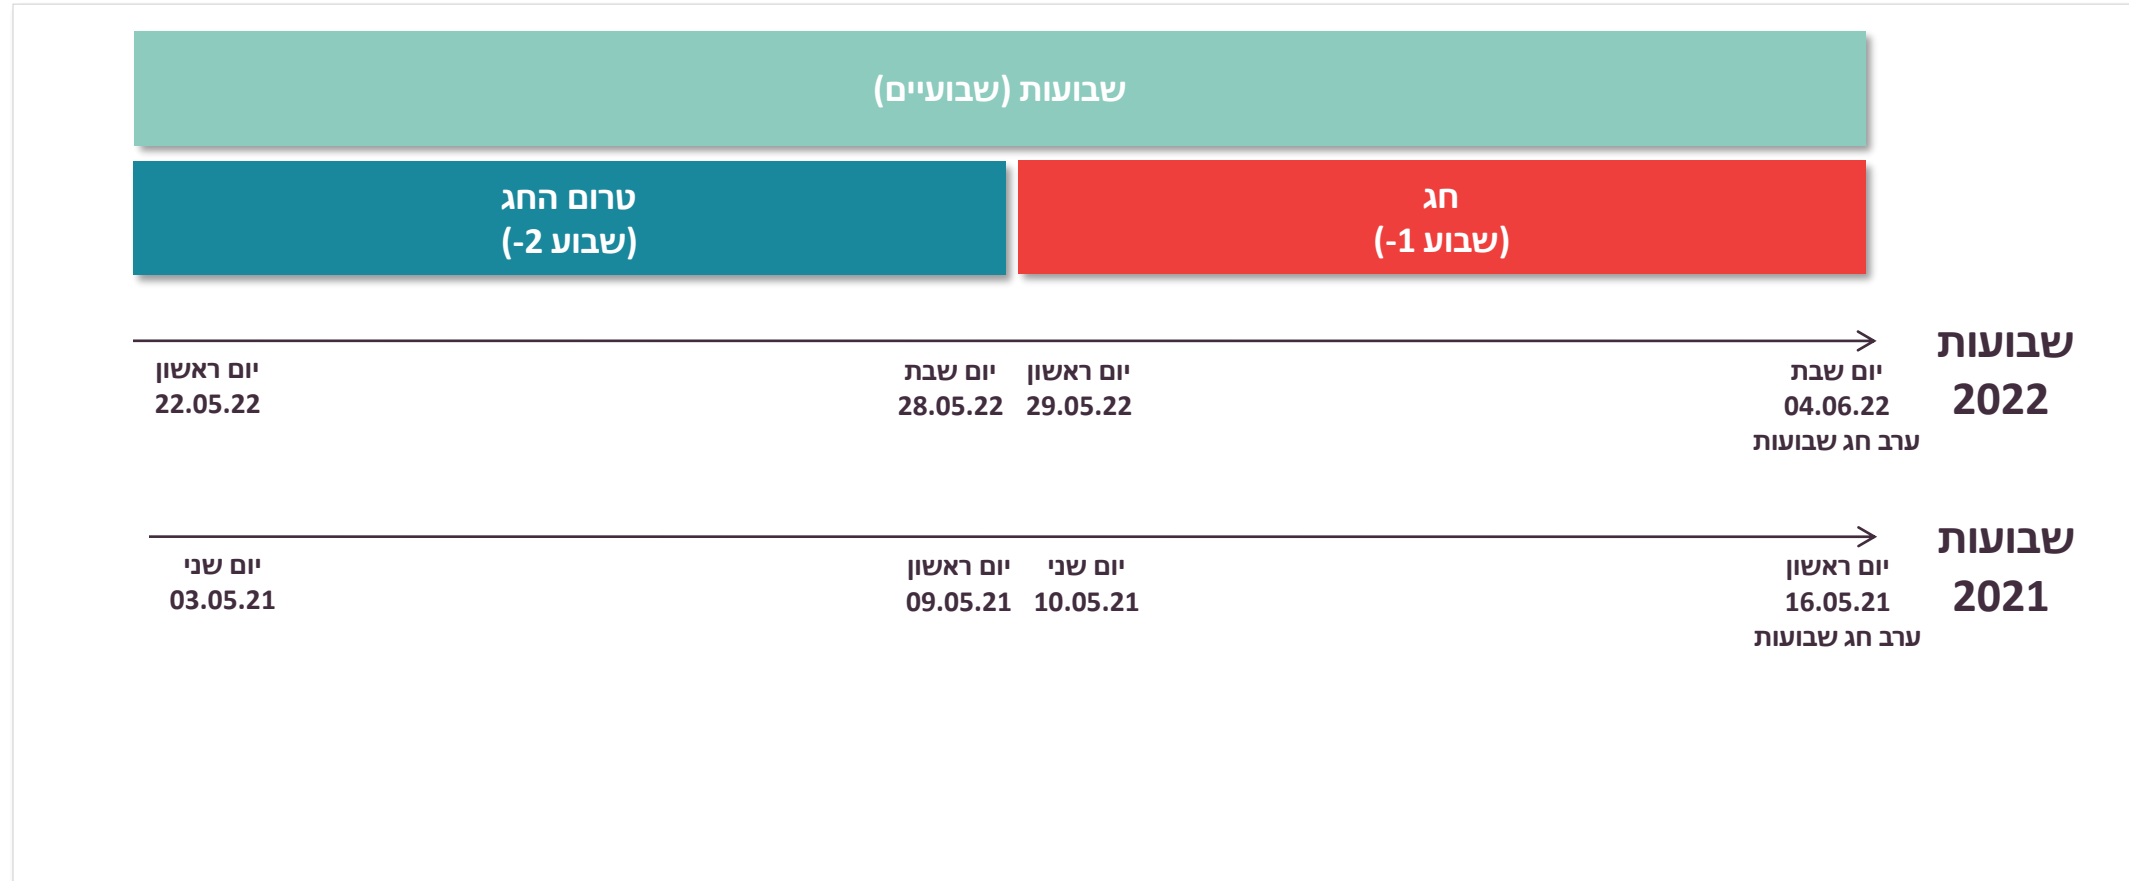 שבועות (שבועיים)
טרום החג
(שבוע 2-)
חג
(שבוע 1-)
שבועות
2022
יום ראשון
22.05.22
יום שבת
28.05.22
יום ראשון
29.05.22
יום שבת
04.06.22
ערב חג שבועות
שבועות
2021
יום שני
03.05.21
יום ראשון
09.05.21
יום שני
10.05.21
יום ראשון
16.05.21
ערב חג שבועות